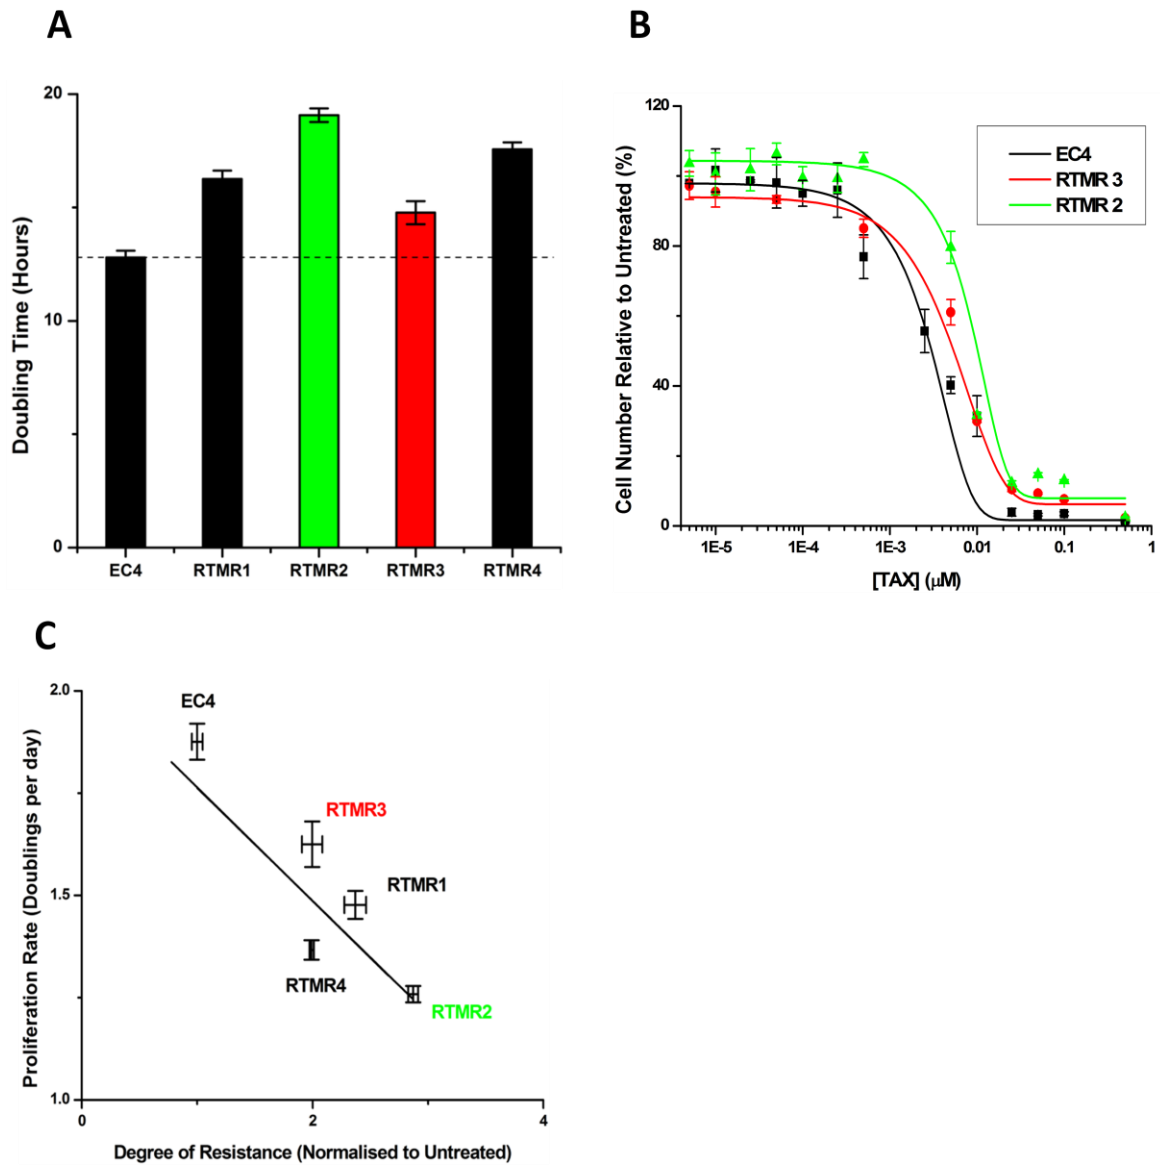 A
Doubling Time (Hours)
20
10
0
EC4 RTMR1 RTMR2 RTMR3 RTMR4
B
Cell Number Relative to Untreated (%)
120
80
40
0
EC4
RTMR 3
RTMR 2
1E-5 1E-4 1E-3 0.01 0.1 1
[TAX] (μM)
C
Proliferation Rate (Doublings per day)
2.0
1.5
1.0
EC4
RTMR3
RTMR1
RTMR4
RTMR2
0 2 4
Degree of Resistance (Normalised to Untreated)